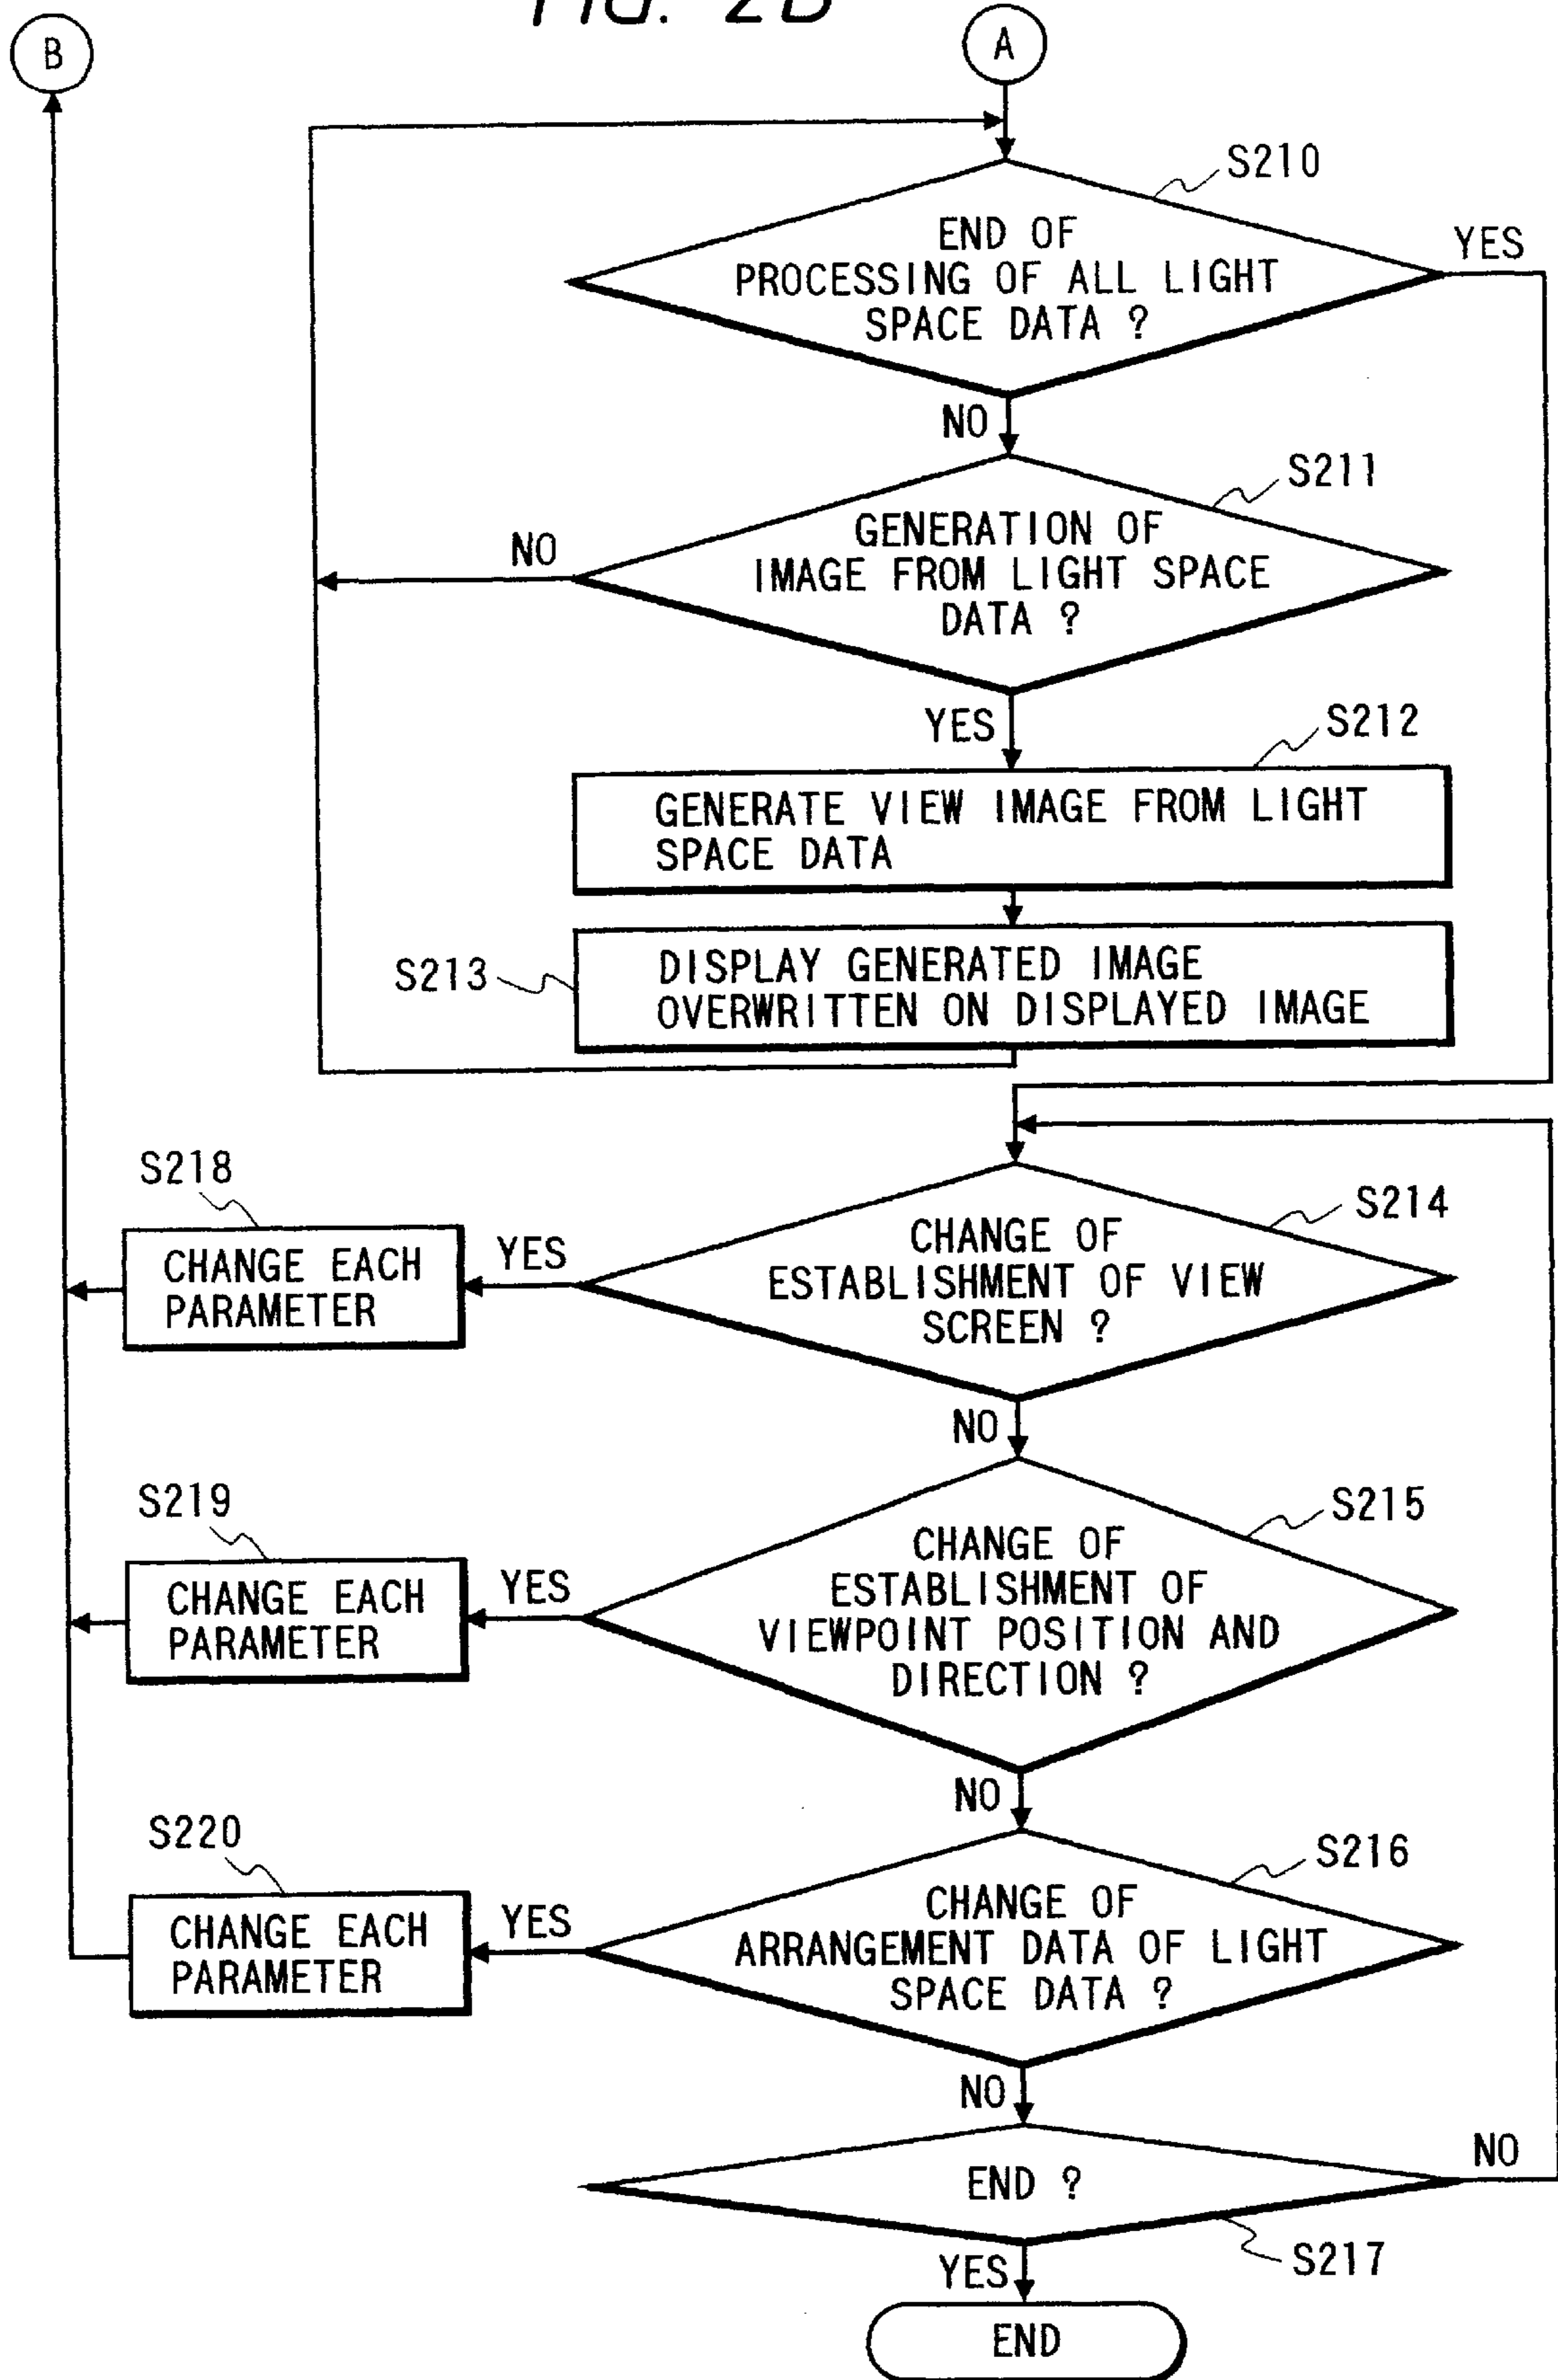 FIG. 2B
B
A
S210
END OF
PROCESSING OF ALL LIGHT
SPACE DATA ?
YES
NO
S211
GENERATION OF
IMAGE FROM LIGHT SPACE
DATA ?
NO
YES
S212
GENERATE VIEW IMAGE FROM LIGHT
SPACE DATA
S213
DISPLAY GENERATED IMAGE
OVERWRITTEN ON DISPLAYED IMAGE
S214
CHANGE OF
ESTABLISHMENT OF VIEW
SCREEN ?
YES
S218
CHANGE EACH
PARAMETER
NO
S215
CHANGE OF
ESTABLISHMENT OF
VIEWPOINT POSITION AND
DIRECTION ?
YES
S219
CHANGE EACH
PARAMETER
NO
S216
CHANGE OF
ARRANGEMENT DATA OF LIGHT
SPACE DATA ?
YES
S220
CHANGE EACH
PARAMETER
NO
END ?
NO
S217
YES
END